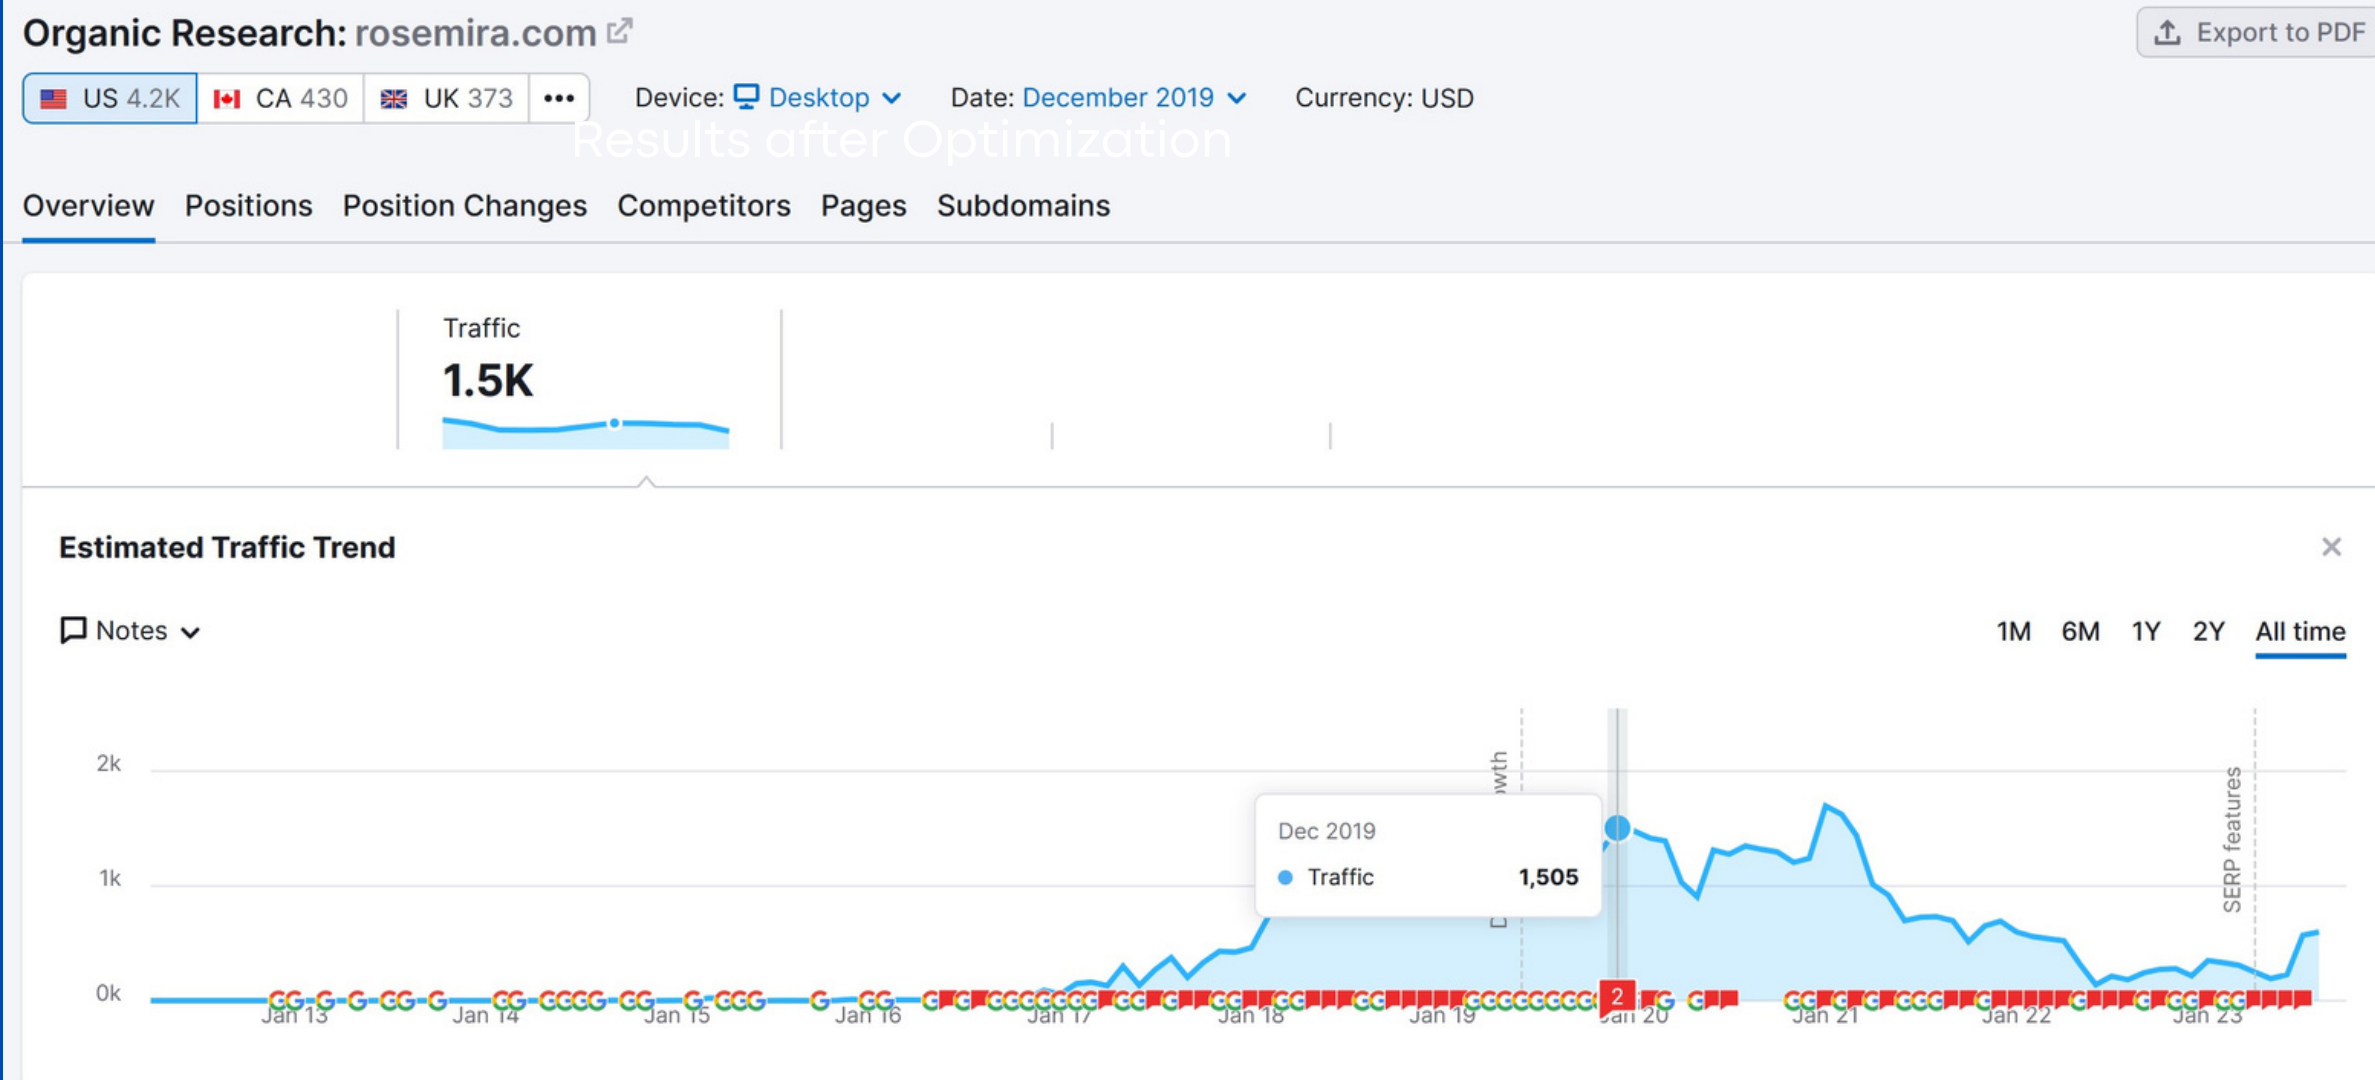 Organic Research: rosemira.com
Export to PDF
US 4.2K CA 430 UK 373 ••• Device: Desktop Date: December 2019 Currency: USD
Results after Optimization
Overview Positions Position Changes Competitors Pages Subdomains
Traffic
1.5K
Estimated Traffic Trend
Notes
1M 6M 1Y 2Y All time
2k
1k
0k
Dec 2019
Traffic 1,505
SERP features
2
Jan 13 Jan 14 Jan 15 Jan 16 Jan 17 Jan 18 Jan 19 Jan 20 Jan 21 Jan 22 Jan 23